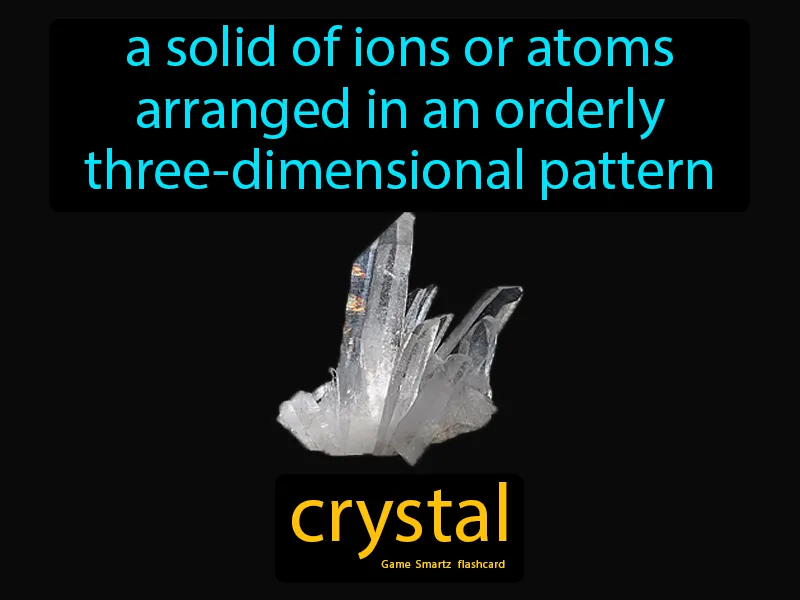 a solid of ions or atoms
arranged in an orderly
three-dimensional pattern
crystal
Game Smartz flashcard